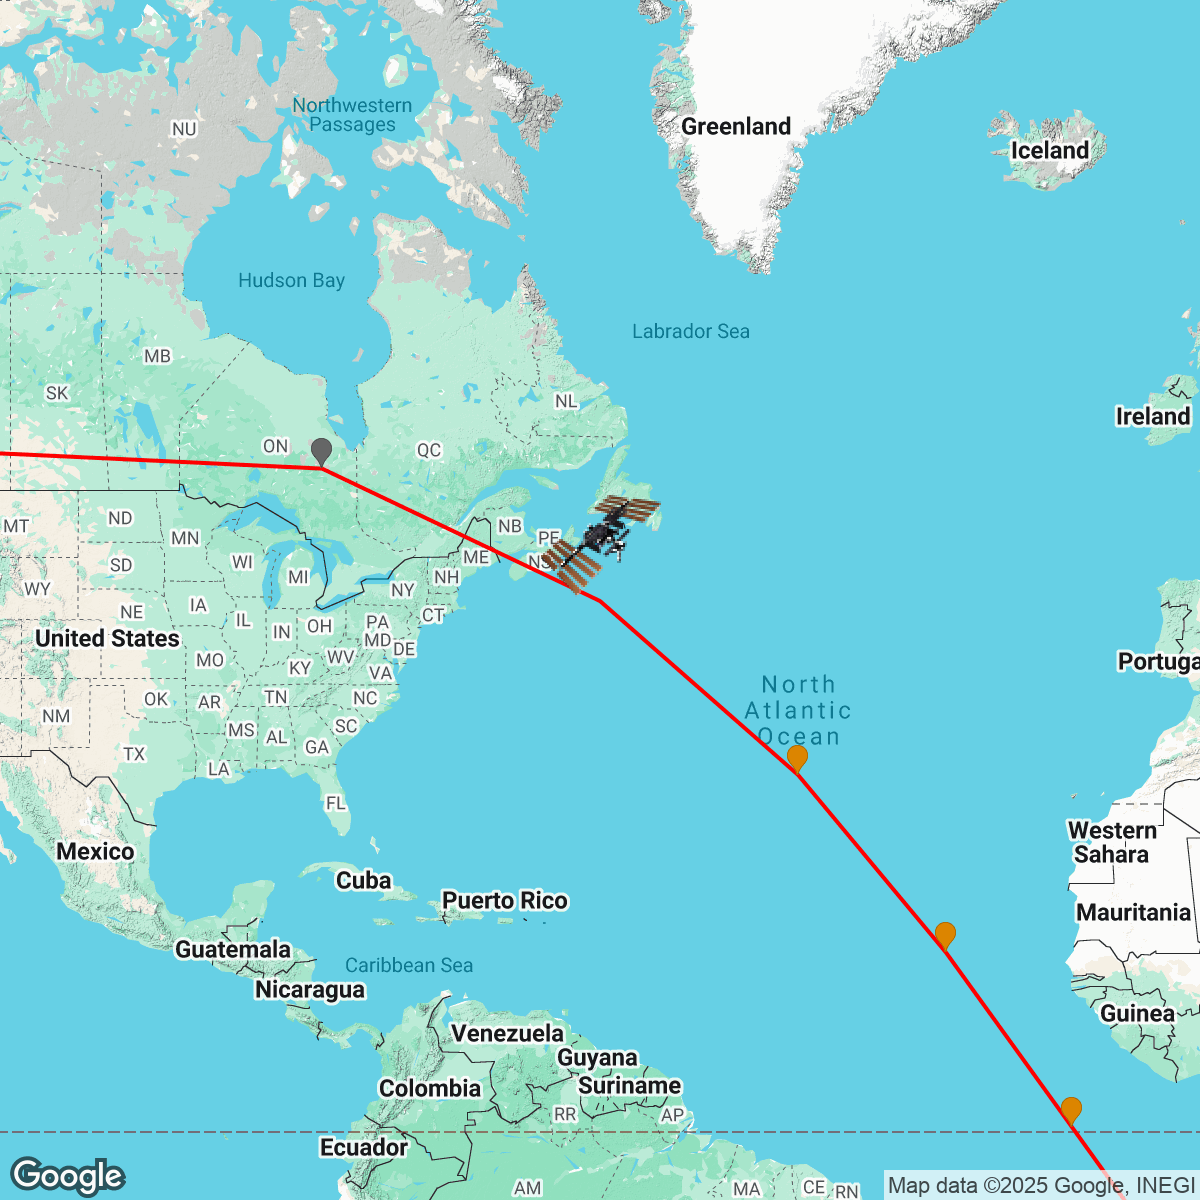 Greenland
Iceland
Northwestern
Passages
NU
Hudson Bay
Labrador Sea
MB
SK
NL
ON
QC
Ireland
MT
ND
MN
NB
PE
NS
ME
SD
WI
MI
NH
WY
NY
IA
NE
IL
IN
OH
PA
CT
MD
DE
United States
MO
KY
WV
VA
Portuga
OK
AR
TN
NC
NM
MS
AL
GA
SC
TX
LA
FL
North
Atlantic
Ocean
Mexico
Cuba
Puerto Rico
Western
Sahara
Mauritania
Guatemala
Nicaragua
Caribbean Sea
Guinea
Venezuela
Guyana
Suriname
Colombia
RR
AP
Ecuador
AM
MA
CE
RN
Google
Map data ©2025 Google, INEGI